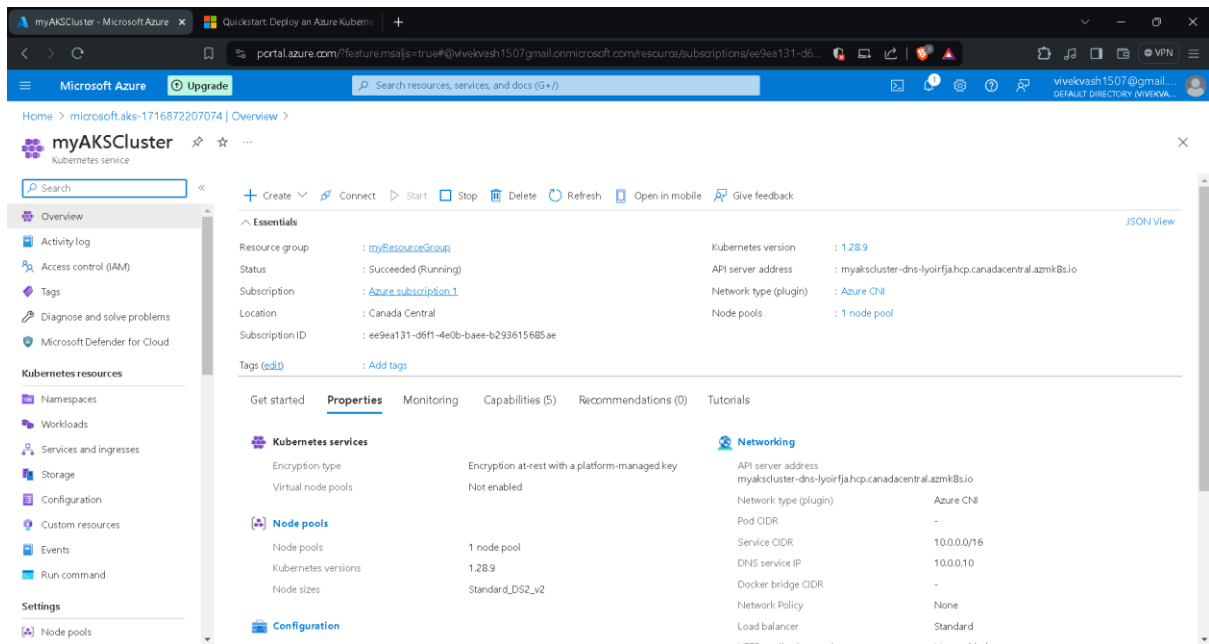 myAKSCluster - Microsoft Azure
Quickstart: Deploy an Azure Kuberne
portal.azure.com/?feature.msaljs=true#@vivekvash1507gmail.onmicrosoft.com/resource/subscriptions/ee9ea131-d6...
VPN
Microsoft Azure
Upgrade
Search resources, services, and docs (G+/)
1
vivekvash1507@gmail....
DEFAULT DIRECTORY (VIVEKVA...
Home > microsoft.aks-1716872207074 | Overview >
myAKSCluster
Kubernetes service
Search
Create
Connect
Start
Stop
Delete
Refresh
Open in mobile
Give feedback
Overview
Activity log
Access control (IAM)
Tags
Diagnose and solve problems
Microsoft Defender for Cloud
Kubernetes resources
Namespaces
Workloads
Services and ingresses
Storage
Configuration
Custom resources
Events
Run command
Settings
Node pools
Essentials
JSON View
Resource group : myResourceGroup
Status : Succeeded (Running)
Subscription : Azure subscription 1
Location : Canada Central
Subscription ID : ee9ea131-d6f1-4e0b-baee-b293615685ae
Kubernetes version : 1.28.9
API server address : myakscluster-dns-lyoirfja.hcp.canadacentral.azmk8s.io
Network type (plugin) : Azure CNI
Node pools : 1 node pool
Tags (edit) : Add tags
Get started
Properties
Monitoring
Capabilities (5)
Recommendations (0)
Tutorials
Kubernetes services
Encryption type Encryption at-rest with a platform-managed key
Virtual node pools Not enabled
Node pools
Node pools 1 node pool
Kubernetes versions 1.28.9
Node sizes Standard_DS2_v2
Configuration
Networking
API server address
myakscluster-dns-lyoirfja.hcp.canadacentral.azmk8s.io
Network type (plugin) Azure CNI
Pod CIDR -
Service CIDR 10.0.0.0/16
DNS service IP 10.0.0.10
Docker bridge CIDR -
Network Policy None
Load balancer Standard